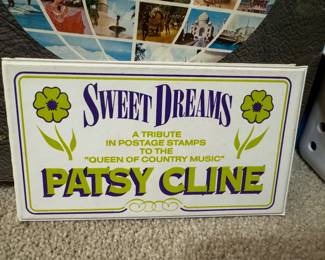 SWEET DREAMS
A TRIBUTE
IN POSTAGE STAMPS
TO THE
"QUEEN OF COUNTRY MUSIC"
PATSY CLINE